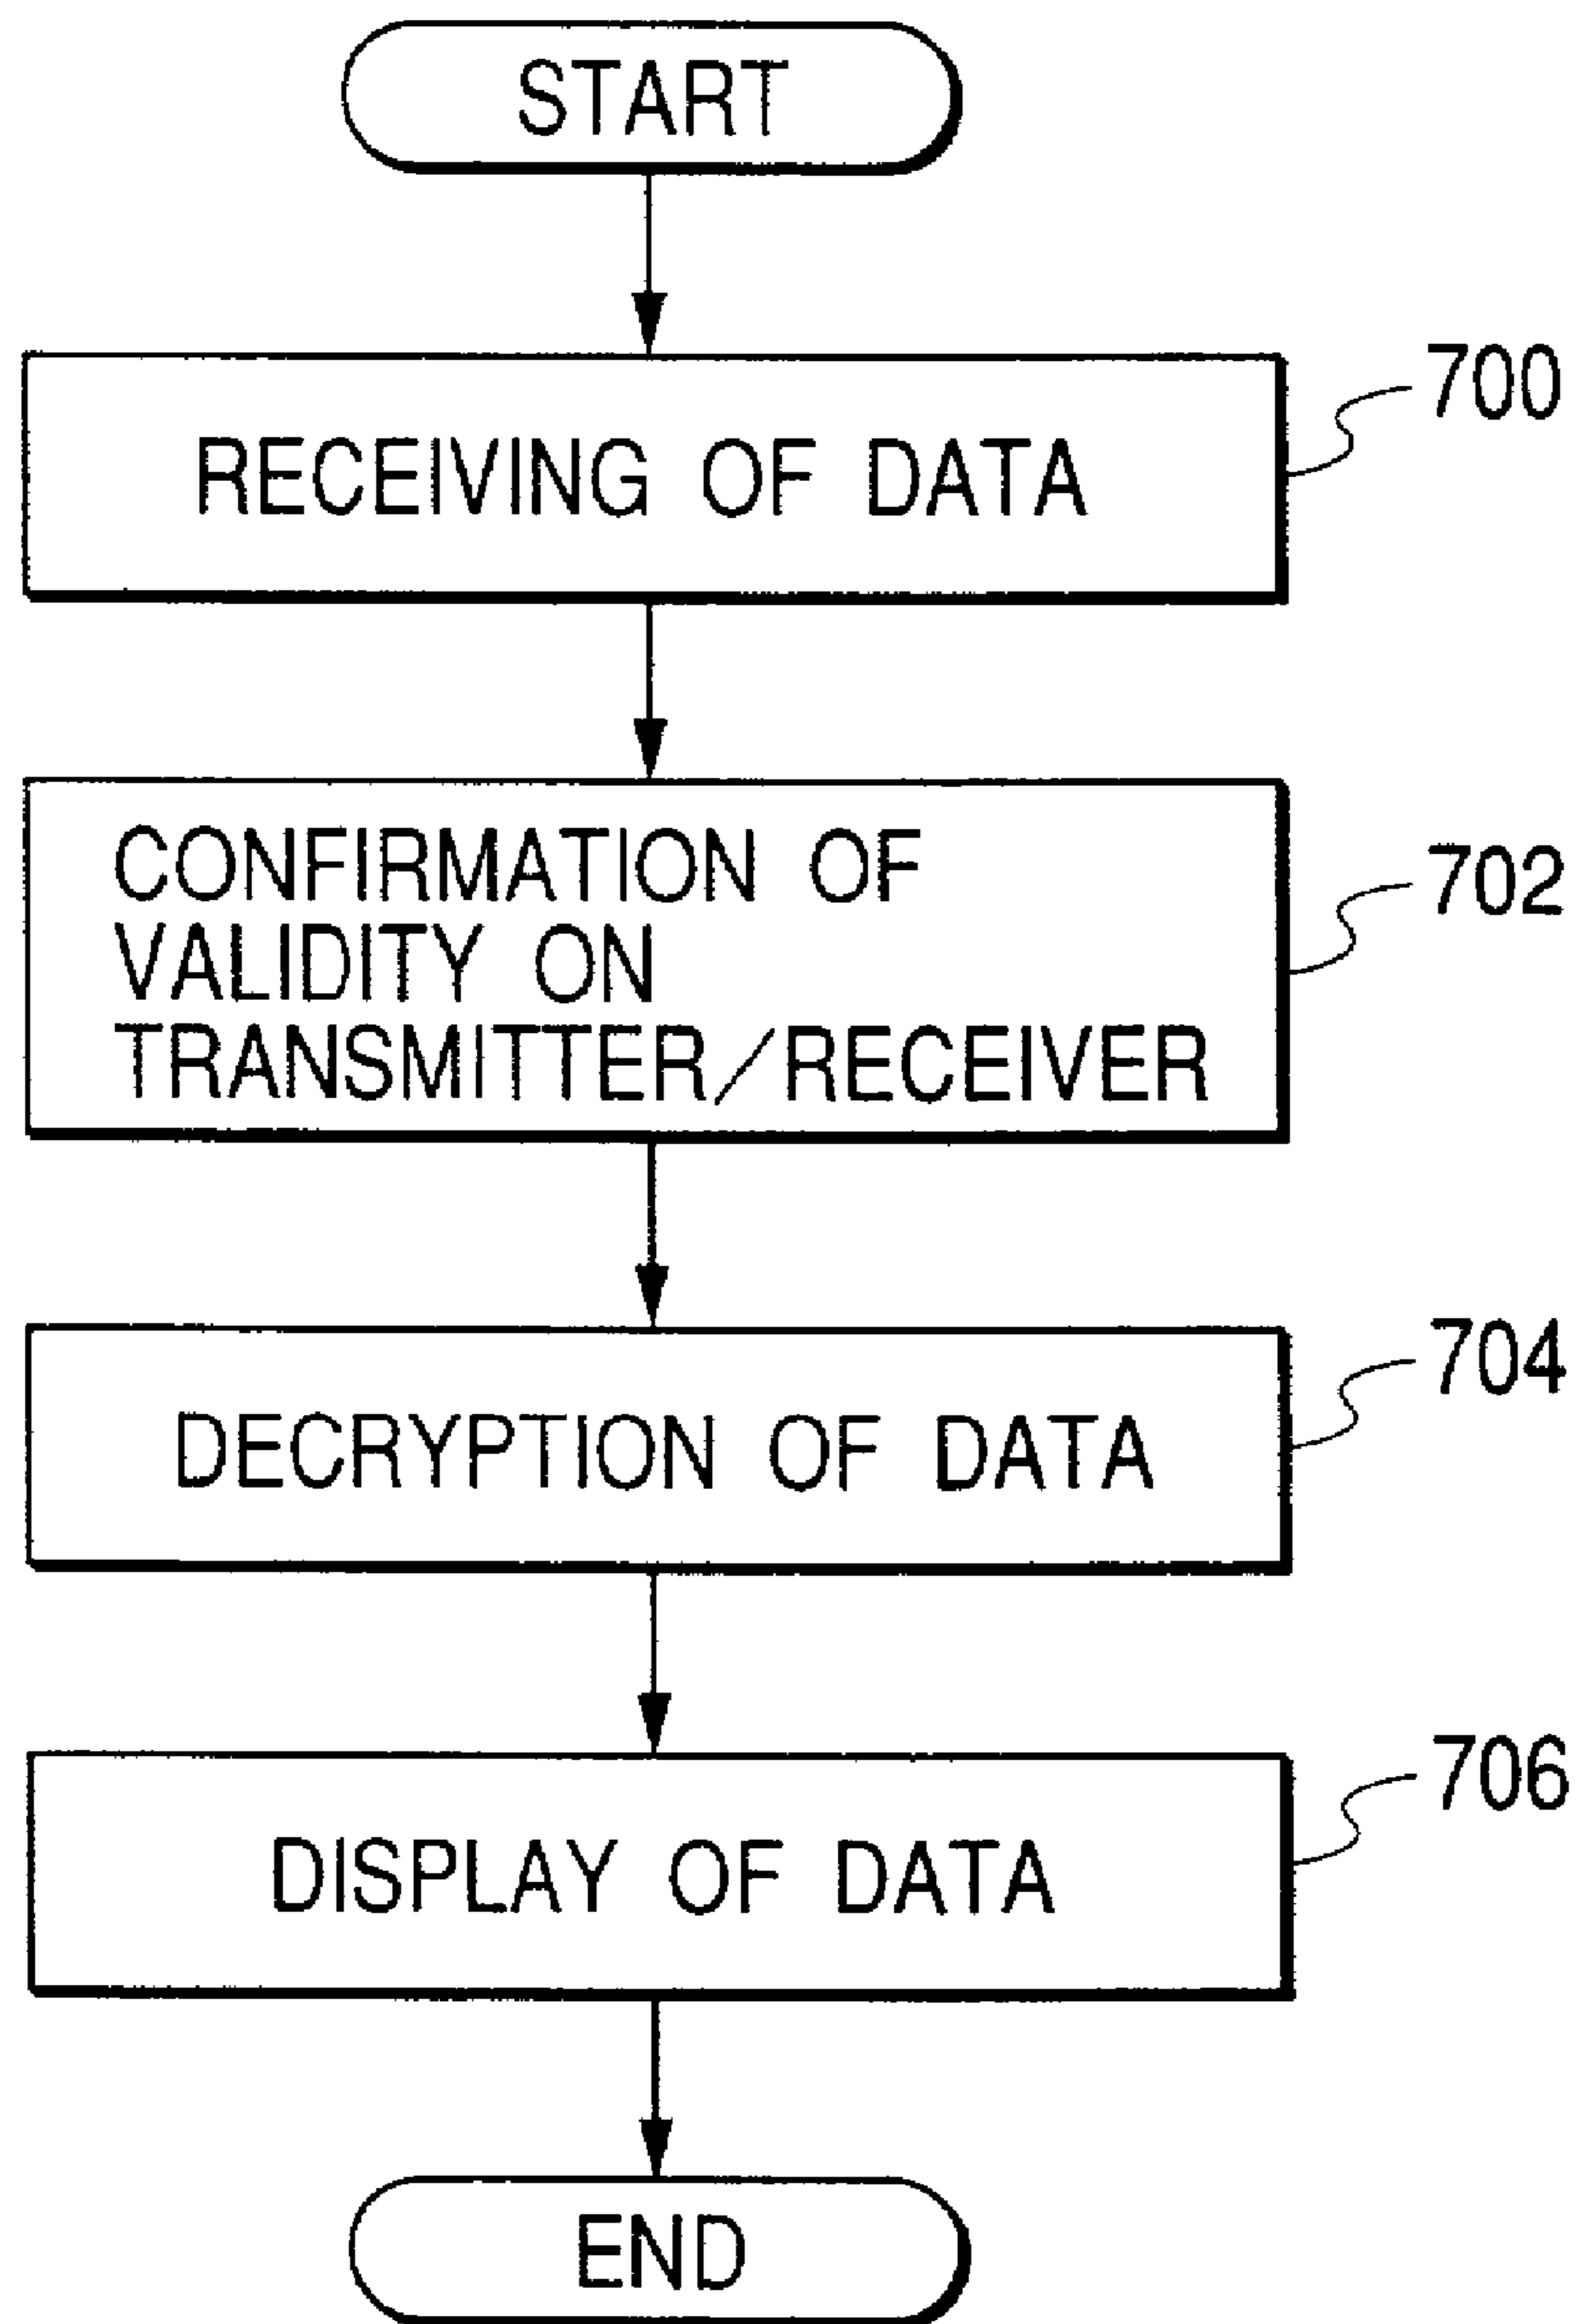 START
700
RECEIVING OF DATA
702
CONFIRMATION OF
VALIDITY ON
TRANSMITTER/RECEIVER
704
DECRYPTION OF DATA
706
DISPLAY OF DATA
END